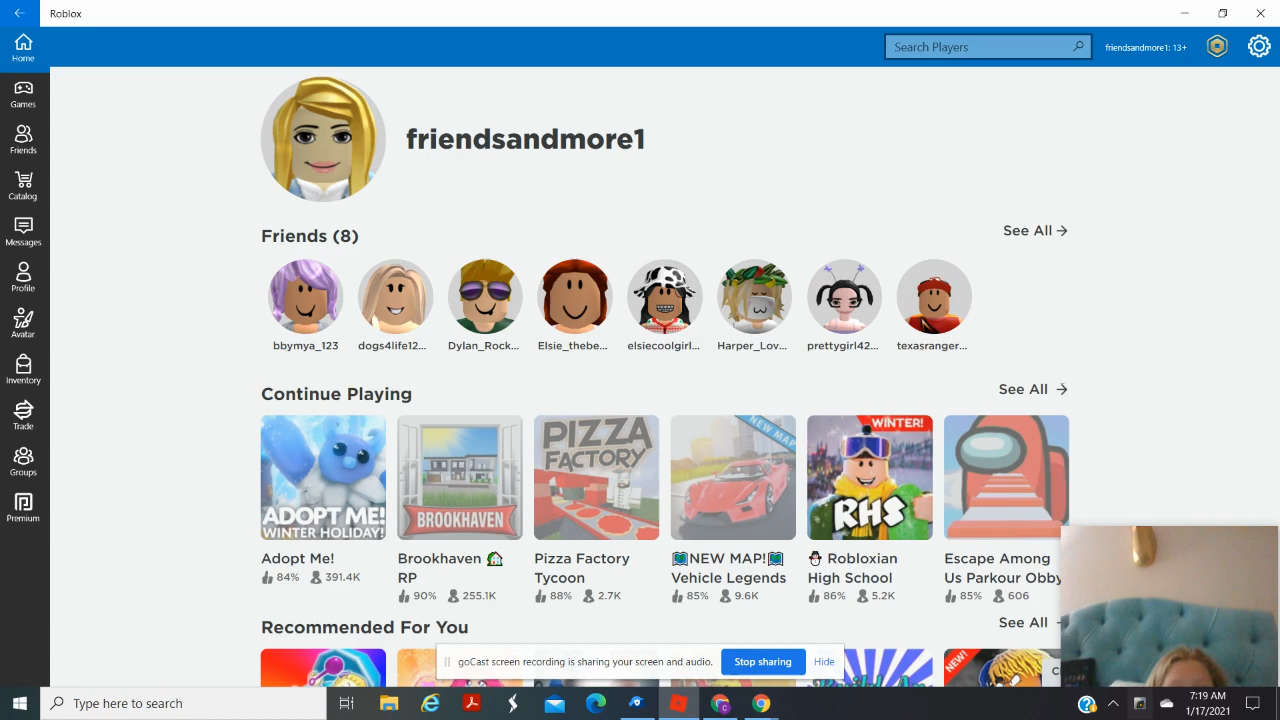 Roblox
Home
Search Players
friendsandmore1: 13+
Games
Friends
Catalog
Messages
Profile
Avatar
Inventory
Trade
Groups
Premium
friendsandmore1
Friends (8)
See All
bbymya_123 dogs4life12... Dylan_Rock... Elsie_thebe... elsiecoolgirl... Harper_Lov... prettygirl42... texasranger...
Continue Playing
See All
ADOPT ME!
WINTER HOLIDAY!
BROOKHAVEN
PIZZA
FACTORY
NEW MAP
WINTER!
RHS
Adopt Me!
84% 391.4K
Brookhaven
RP
90% 255.1K
Pizza Factory
Tycoon
88% 2.7K
NEW MAP!
Vehicle Legends
85% 9.6K
Robloxian
High School
86% 5.2K
Escape Among
Us Parkour Obby
85% 606
Recommended For You
See All
NEW!
goCast screen recording is sharing your screen and audio.
Stop sharing
Hide
Type here to search
7:19 AM
1/17/2021